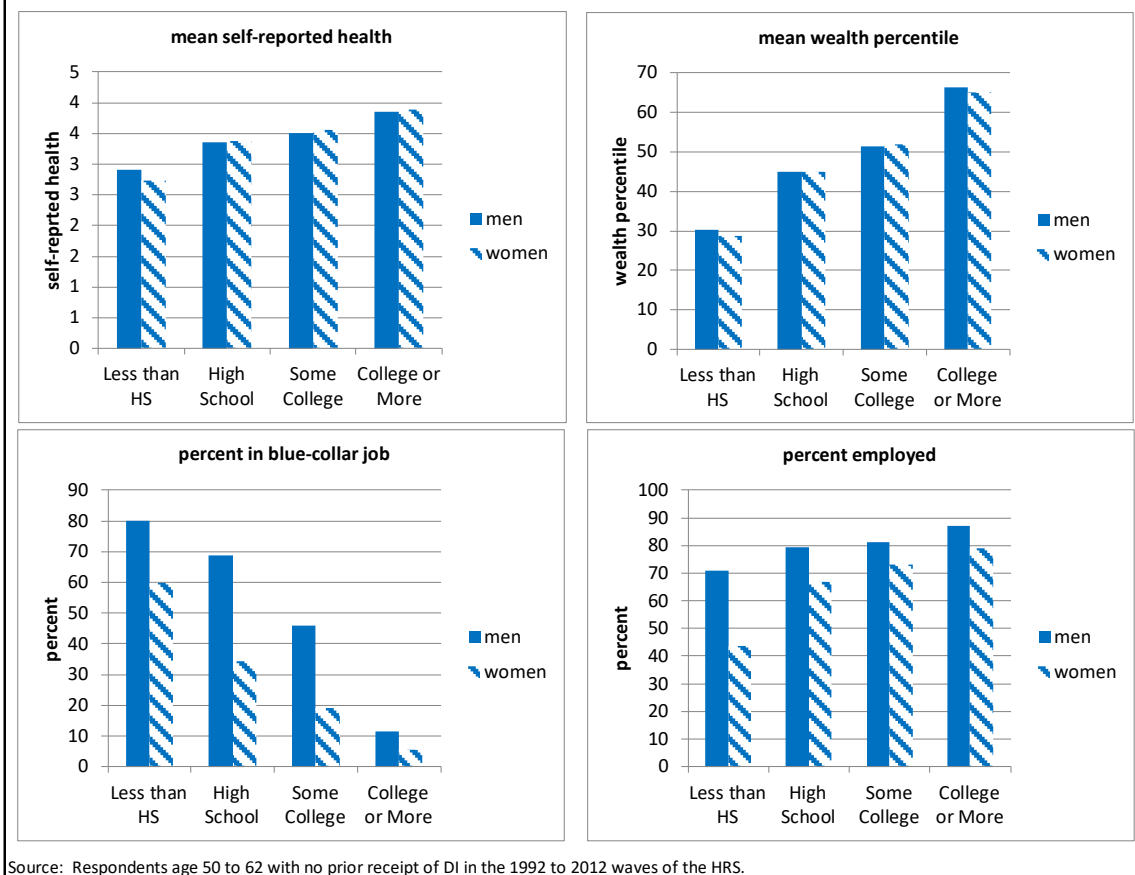 mean self-reported health
5
4
4
3
3
2
2
1
1
0
self-reprted health
Less than HS
High School
Some College
College or More
men
women
mean wealth percentile
70
60
50
40
30
20
10
0
wealth percentile
Less than HS
High School
Some College
College or More
men
women
percent in blue-collar job
90
80
70
60
50
40
30
20
10
0
percent
Less than HS
High School
Some College
College or More
men
women
percent employed
100
90
80
70
60
50
40
30
20
10
0
percent
Less than HS
High School
Some College
College or More
men
women
Source:  Respondents age 50 to 62 with no prior receipt of DI in the 1992 to 2012 waves of the HRS.